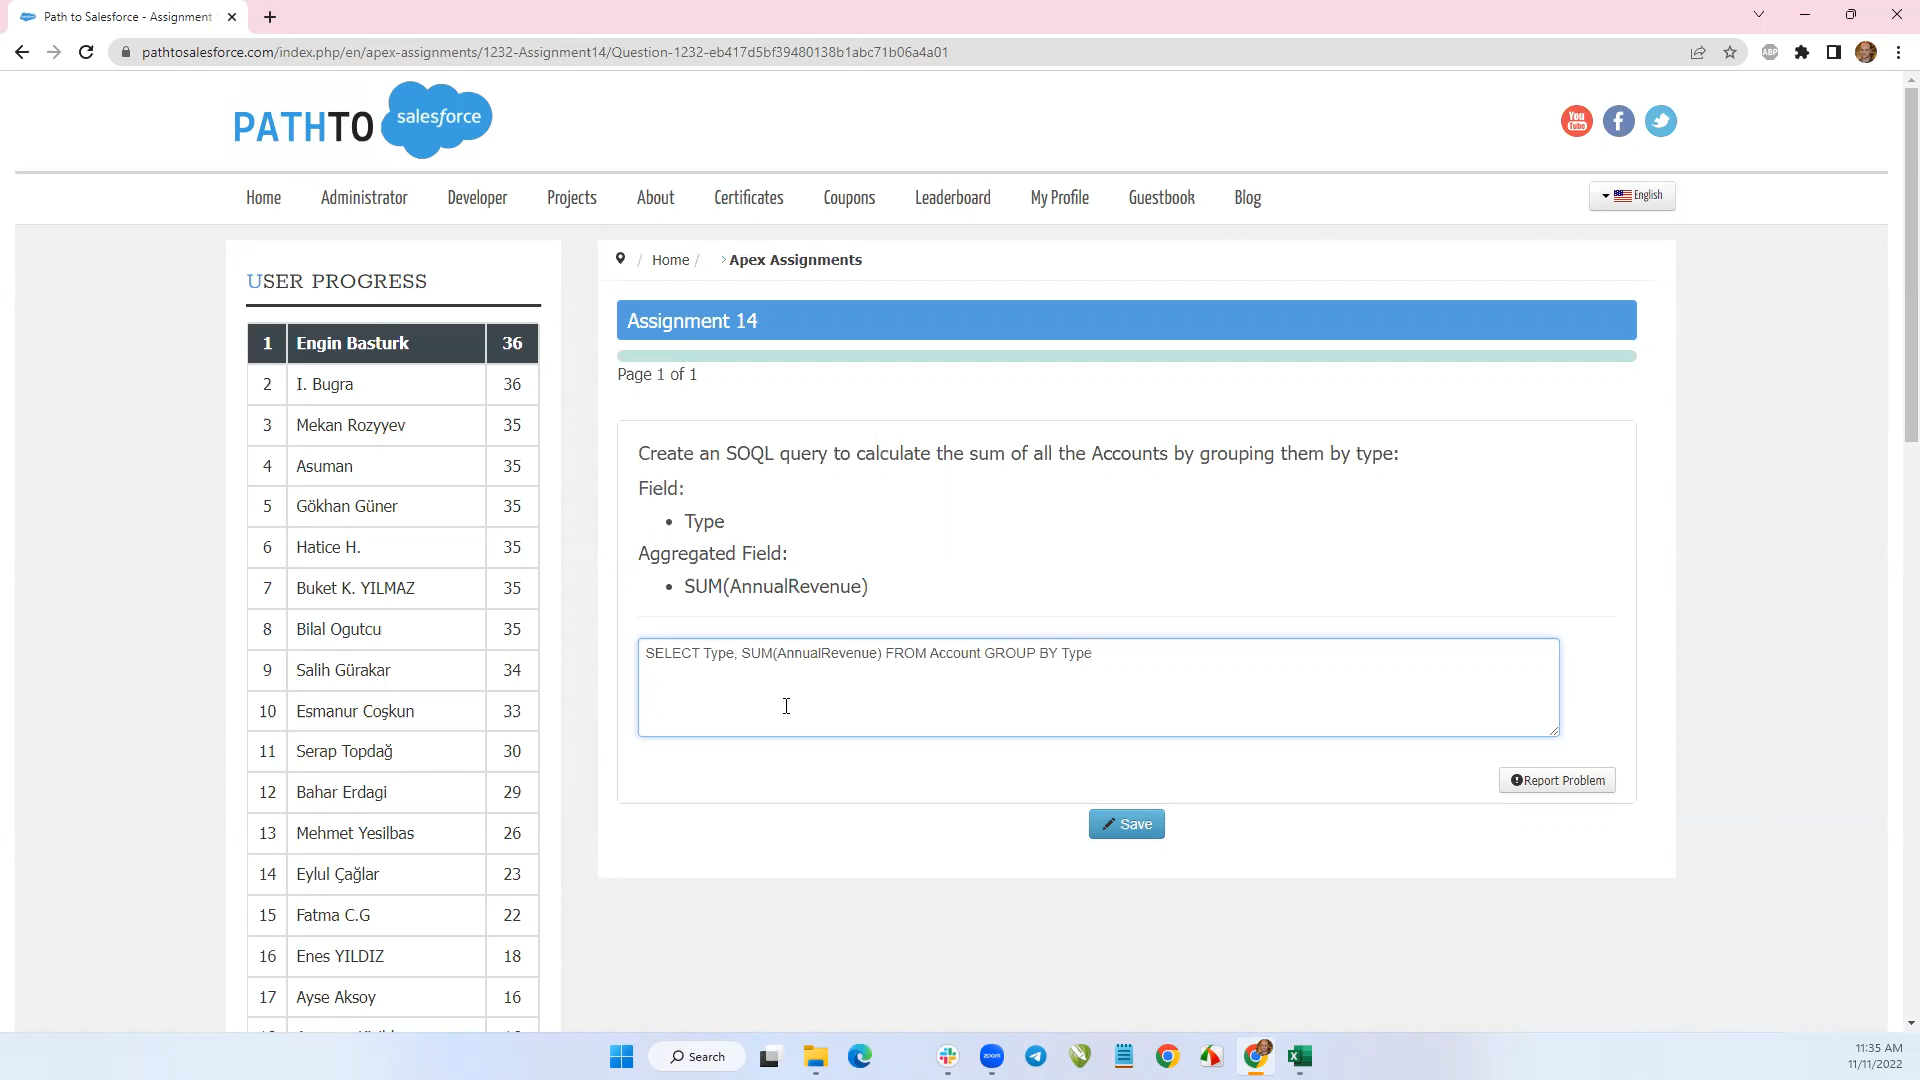 Path to Salesforce - Assignment
pathtosalesforce.com/index.php/en/apex-assignments/1232-Assignment14/Question-1232-eb417d5bf39480138b1abc71b06a4a01
ABP
PATHTO salesforce
You Tube
Home Administrator Developer Projects About Certificates Coupons Leaderboard My Profile Guestbook Blog
English
USER PROGRESS
1 Engin Basturk 36
2 I. Bugra 36
3 Mekan Rozyyev 35
4 Asuman 35
5 Gökhan Güner 35
6 Hatice H. 35
7 Buket K. YILMAZ 35
8 Bilal Ogutcu 35
9 Salih Gürakar 34
10 Esmanur Coşkun 33
11 Serap Topdağ 30
12 Bahar Erdagi 29
13 Mehmet Yesilbas 26
14 Eylul Çağlar 23
15 Fatma C.G 22
16 Enes YILDIZ 18
17 Ayse Aksoy 16
/ Home / > Apex Assignments
Assignment 14
Page 1 of 1
Create an SOQL query to calculate the sum of all the Accounts by grouping them by type:
Field:
• Type
Aggregated Field:
• SUM(AnnualRevenue)
SELECT Type, SUM(AnnualRevenue) FROM Account GROUP BY Type
Report Problem
Save
Search
zoom
11:35 AM
11/11/2022